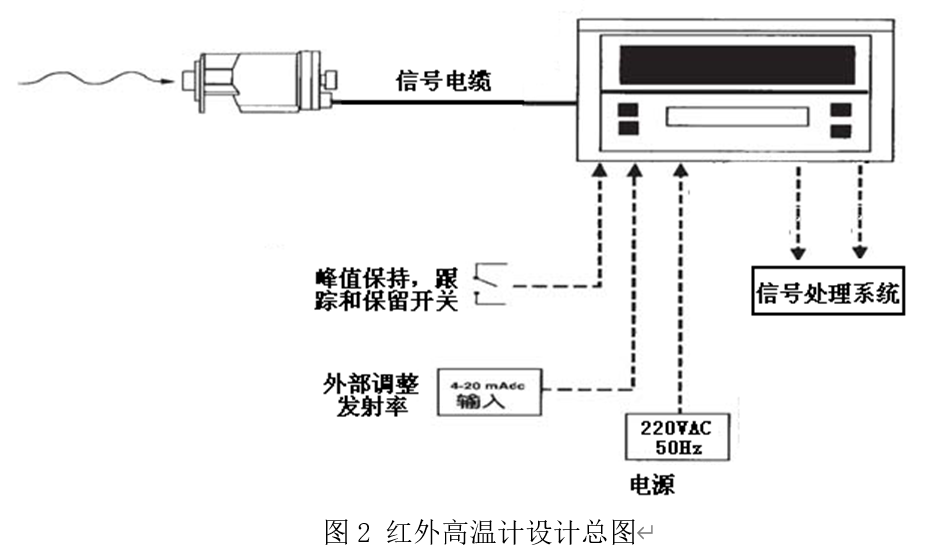 信号电缆
峰值保持，跟
踪和保留开关
信号处理系统
外部调整
发射率
4-20 mAdc
输入
220VAC
50Hz
电源
图2 红外高温计设计总图↵